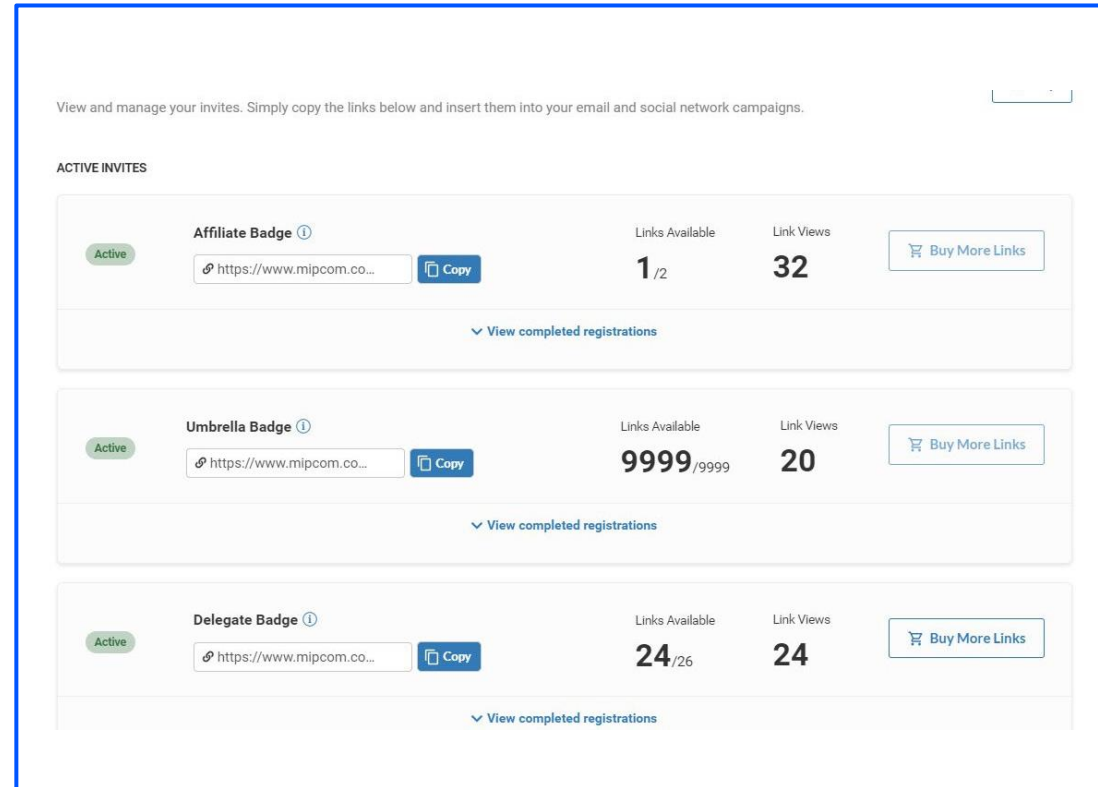 View and manage your invites. Simply copy the links below and insert them into your email and social network campaigns.
ACTIVE INVITES
Affiliate Badge
Links Available
Link Views
Active
https://www.mipcom.co...
Copy
1/2
32
Buy More Links
View completed registrations
Umbrella Badge
Links Available
Link Views
Active
https://www.mipcom.co...
Copy
9999/9999
20
Buy More Links
View completed registrations
Delegate Badge
Links Available
Link Views
Active
https://www.mipcom.co...
Copy
24/26
24
Buy More Links
View completed registrations